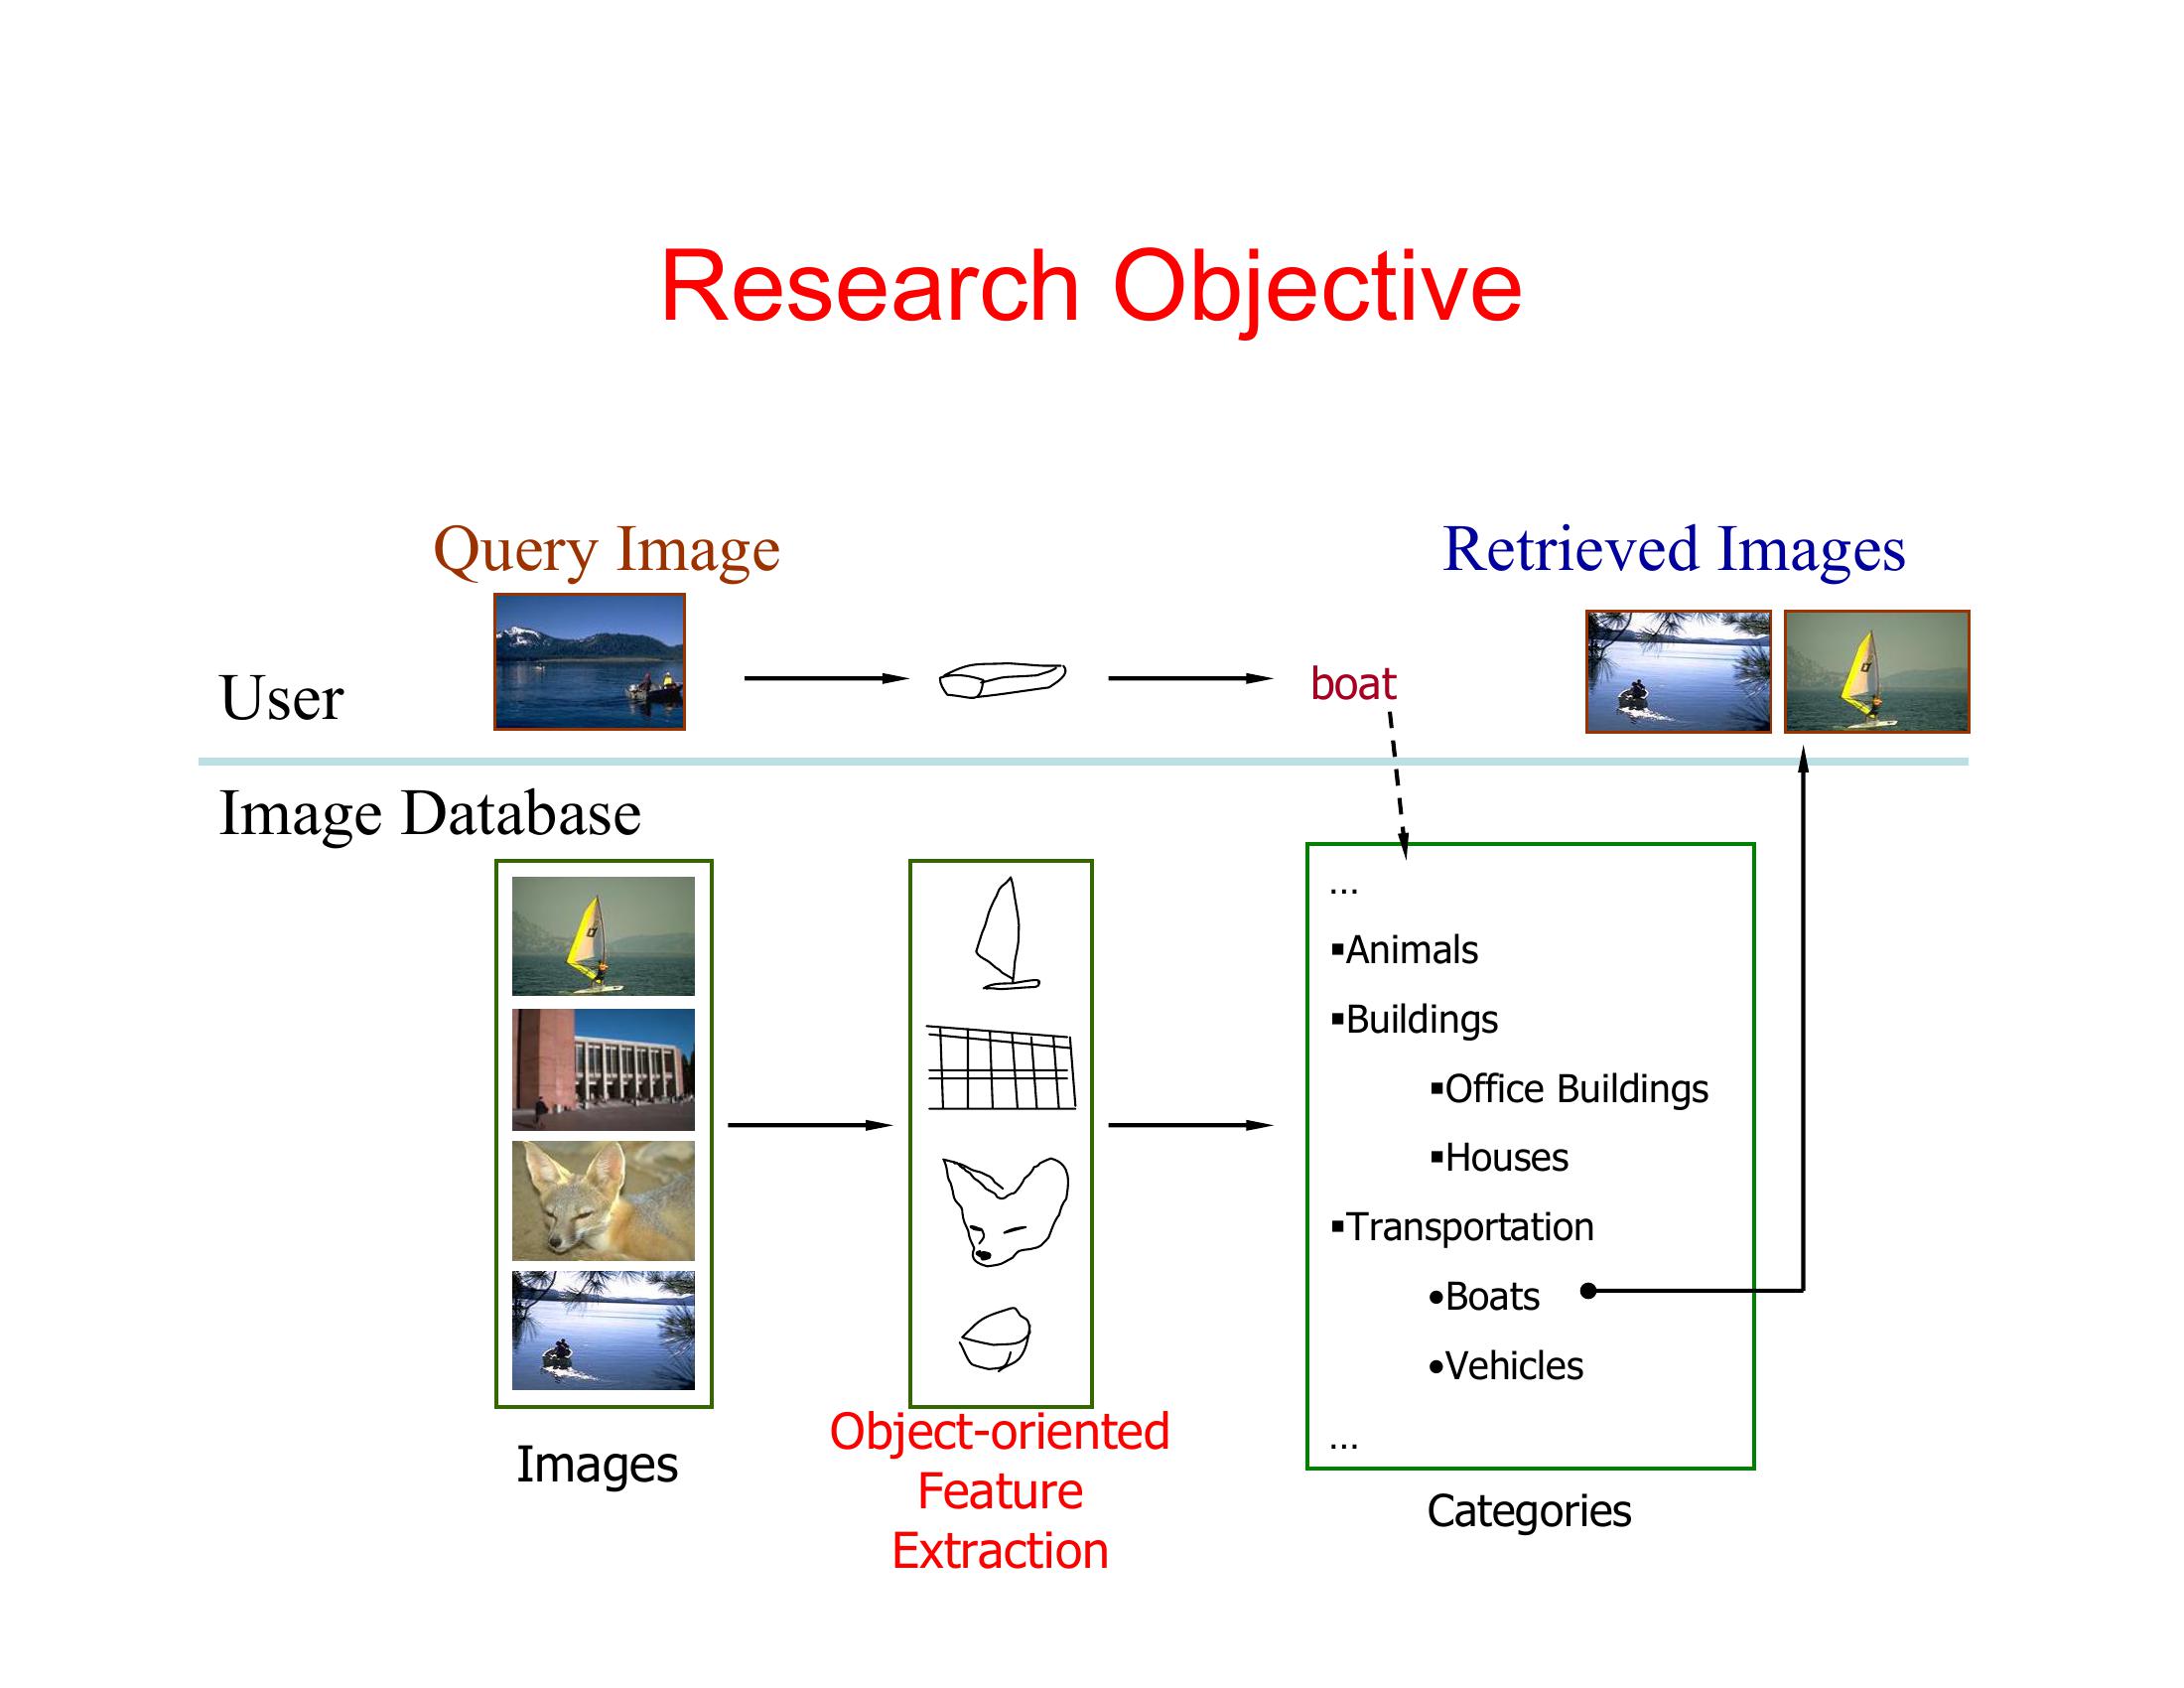 Research Objective
Query Image
Retrieved Images
User
boat
Image Database
...
▪Animals
▪Buildings
▪Office Buildings
▪Houses
▪Transportation
•Boats
•Vehicles
...
Images
Object-oriented
Feature
Extraction
Categories